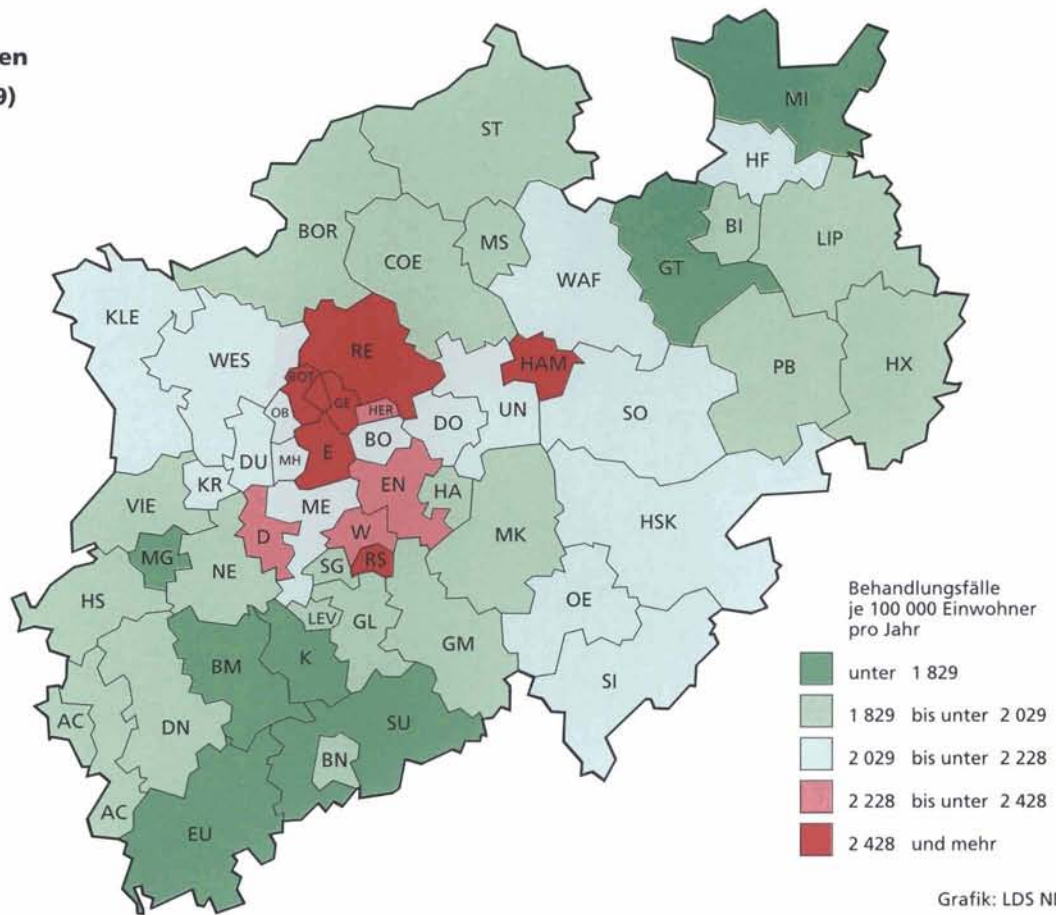 en
9)
ST
MI
HF
BOR
MS
BI
LIP
COE
WAF
GT
KLE
WES
RE
HAM
PB
HX
BOT
GE
HER
OB
UN
SO
DO
BO
E
DU
MH
KR
EN
HA
VIE
ME
HSK
D
W
MK
MG
NE
SG
RS
HS
OE
LEV
GL
GM
K
BM
SI
AC
DN
SU
BN
AC
EU
Behandlungsfälle
je 100 000 Einwohner
pro Jahr
unter 1 829
1 829 bis unter 2 029
2 029 bis unter 2 228
2 228 bis unter 2 428
2 428 und mehr
Grafik: LDS